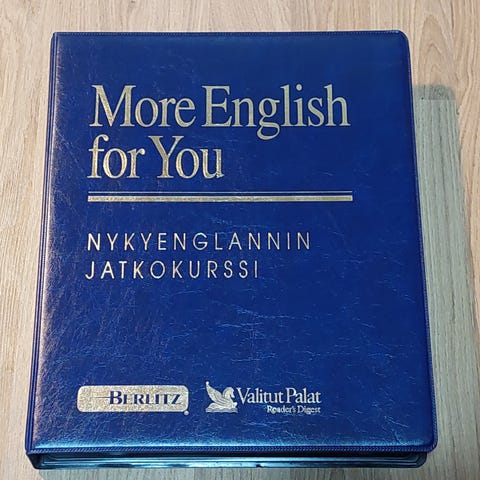 More English
for You
NYKYENGLANNIN
JATKOKURSSI
BERLITZ®
Valitut Palat
Reader's Digest